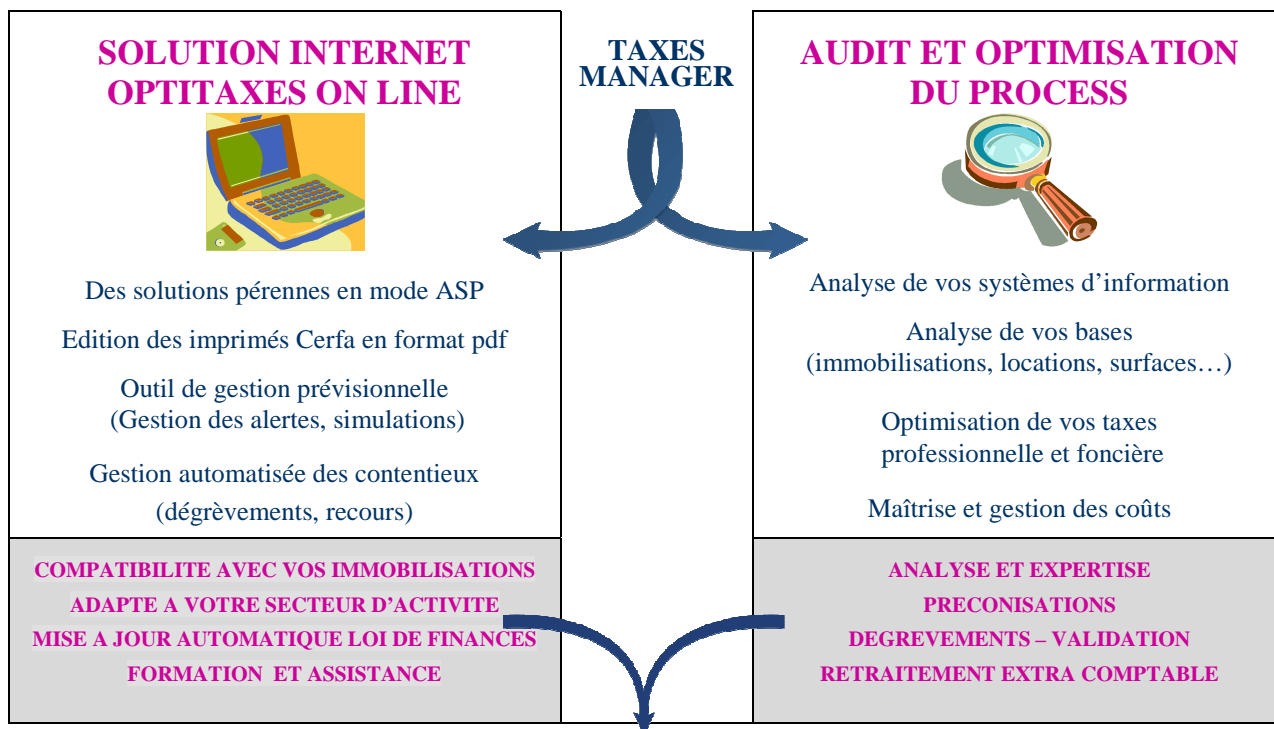 SOLUTION INTERNET
OPTITAXES ON LINE
Des solutions pérennes en mode ASP
Edition des imprimés Cerfa en format pdf
Outil de gestion prévisionnelle
(Gestion des alertes, simulations)
Gestion automatisée des contentieux
(dégrèvements, recours)
COMPATIBILITE AVEC VOS IMMOBILISATIONS
ADAPTE A VOTRE SECTEUR D’ACTIVITE
MISE A JOUR AUTOMATIQUE LOI DE FINANCES
FORMATION ET ASSISTANCE
TAXES
MANAGER
AUDIT ET OPTIMISATION
DU PROCESS
Analyse de vos systèmes d’information
Analyse de vos bases
(immobilisations, locations, surfaces…)
Optimisation de vos taxes
professionnelle et foncière
Maîtrise et gestion des coûts
ANALYSE ET EXPERTISE
PRECONISATIONS
DEGREVEMENTS – VALIDATION
RETRAITEMENT EXTRA COMPTABLE